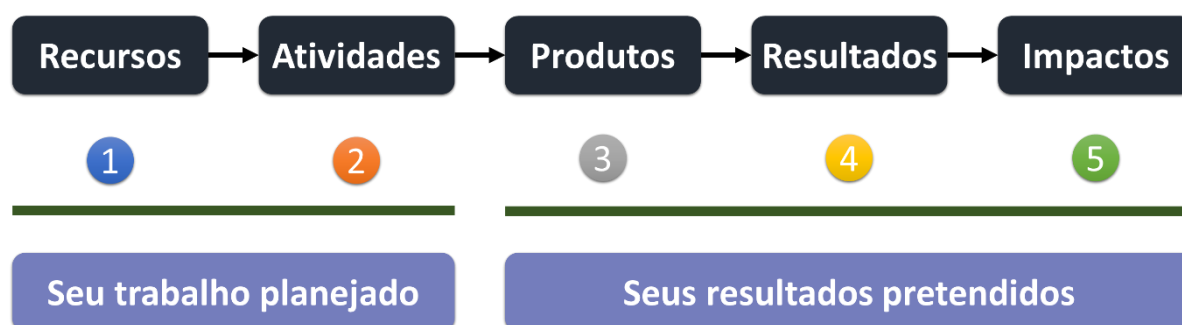 Recursos
Atividades
Produtos
Resultados
Impactos
1
2
3
4
5
Seu trabalho planejado
Seus resultados pretendidos